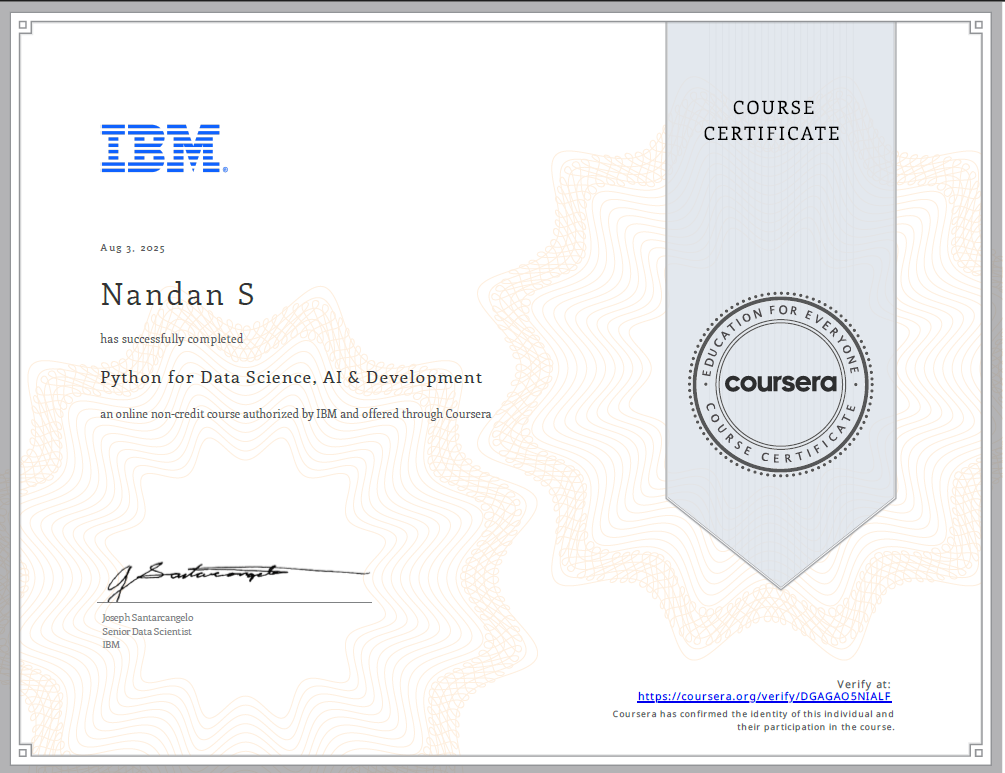 COURSE
CERTIFICATE
IBM®
Aug 3, 2025
Nandan S
has successfully completed
Python for Data Science, AI & Development
an online non-credit course authorized by IBM and offered through Coursera
EDUCATION FOR EVERYONE
coursera
COURSE CERTIFICATE
J Santarcangelo
Joseph Santarcangelo
Senior Data Scientist
IBM
Verify at:
https://coursera.org/verify/DGAGAO5NIALF
Coursera has confirmed the identity of this individual and
their participation in the course.